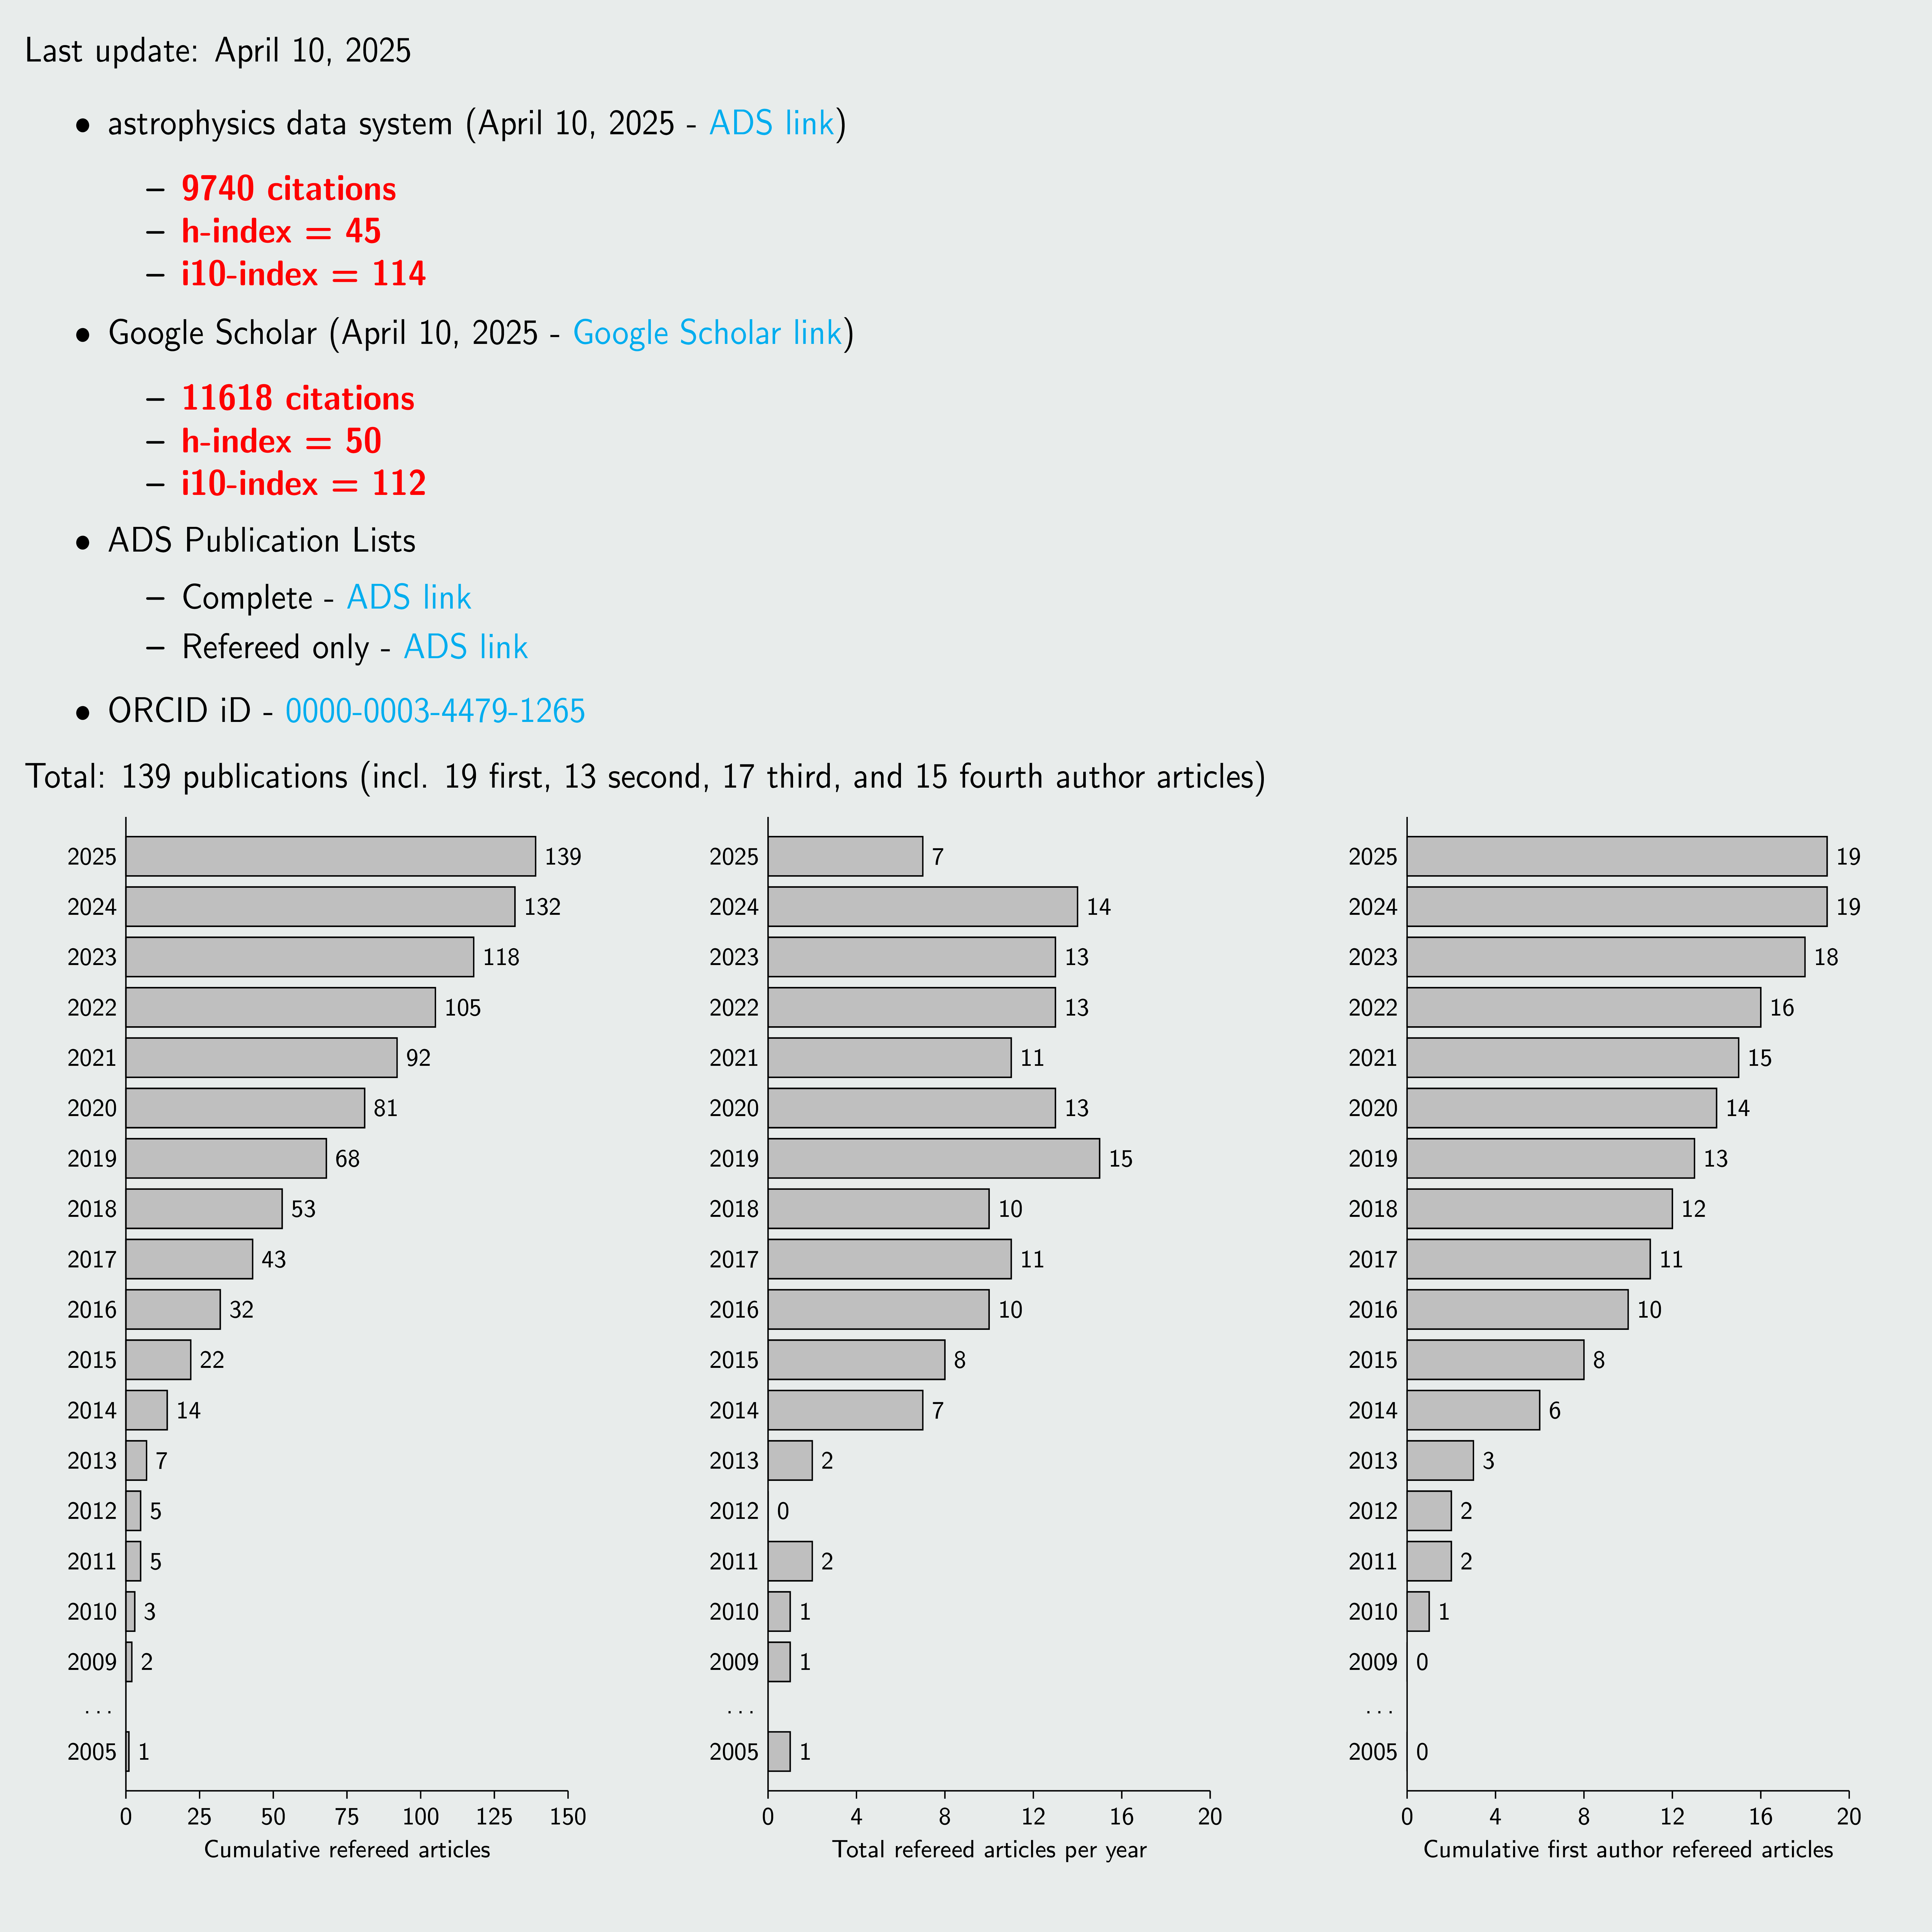 Last update: April 10, 2025
• astrophysics data system (April 10, 2025 - ADS link)
– 9740 citations
– h-index = 45
– i10-index = 114
• Google Scholar (April 10, 2025 - Google Scholar link)
– 11618 citations
– h-index = 50
– i10-index = 112
• ADS Publication Lists
– Complete - ADS link
– Refereed only - ADS link
• ORCID iD - 0000-0003-4479-1265
Total: 139 publications (incl. 19 first, 13 second, 17 third, and 15 fourth author articles)
2025 139
2024 132
2023 118
2022 105
2021 92
2020 81
2019 68
2018 53
2017 43
2016 32
2015 22
2014 14
2013 7
2012 5
2011 5
2010 3
2009 2
...
2005 1
0 25 50 75 100 125 150
Cumulative refereed articles
2025 7
2024 14
2023 13
2022 13
2021 11
2020 13
2019 15
2018 10
2017 11
2016 10
2015 8
2014 7
2013 2
2012 0
2011 2
2010 1
2009 1
...
2005 1
0 4 8 12 16 20
Total refereed articles per year
2025 19
2024 19
2023 18
2022 16
2021 15
2020 14
2019 13
2018 12
2017 11
2016 10
2015 8
2014 6
2013 3
2012 2
2011 2
2010 1
2009 0
...
2005 0
0 4 8 12 16 20
Cumulative first author refereed articles